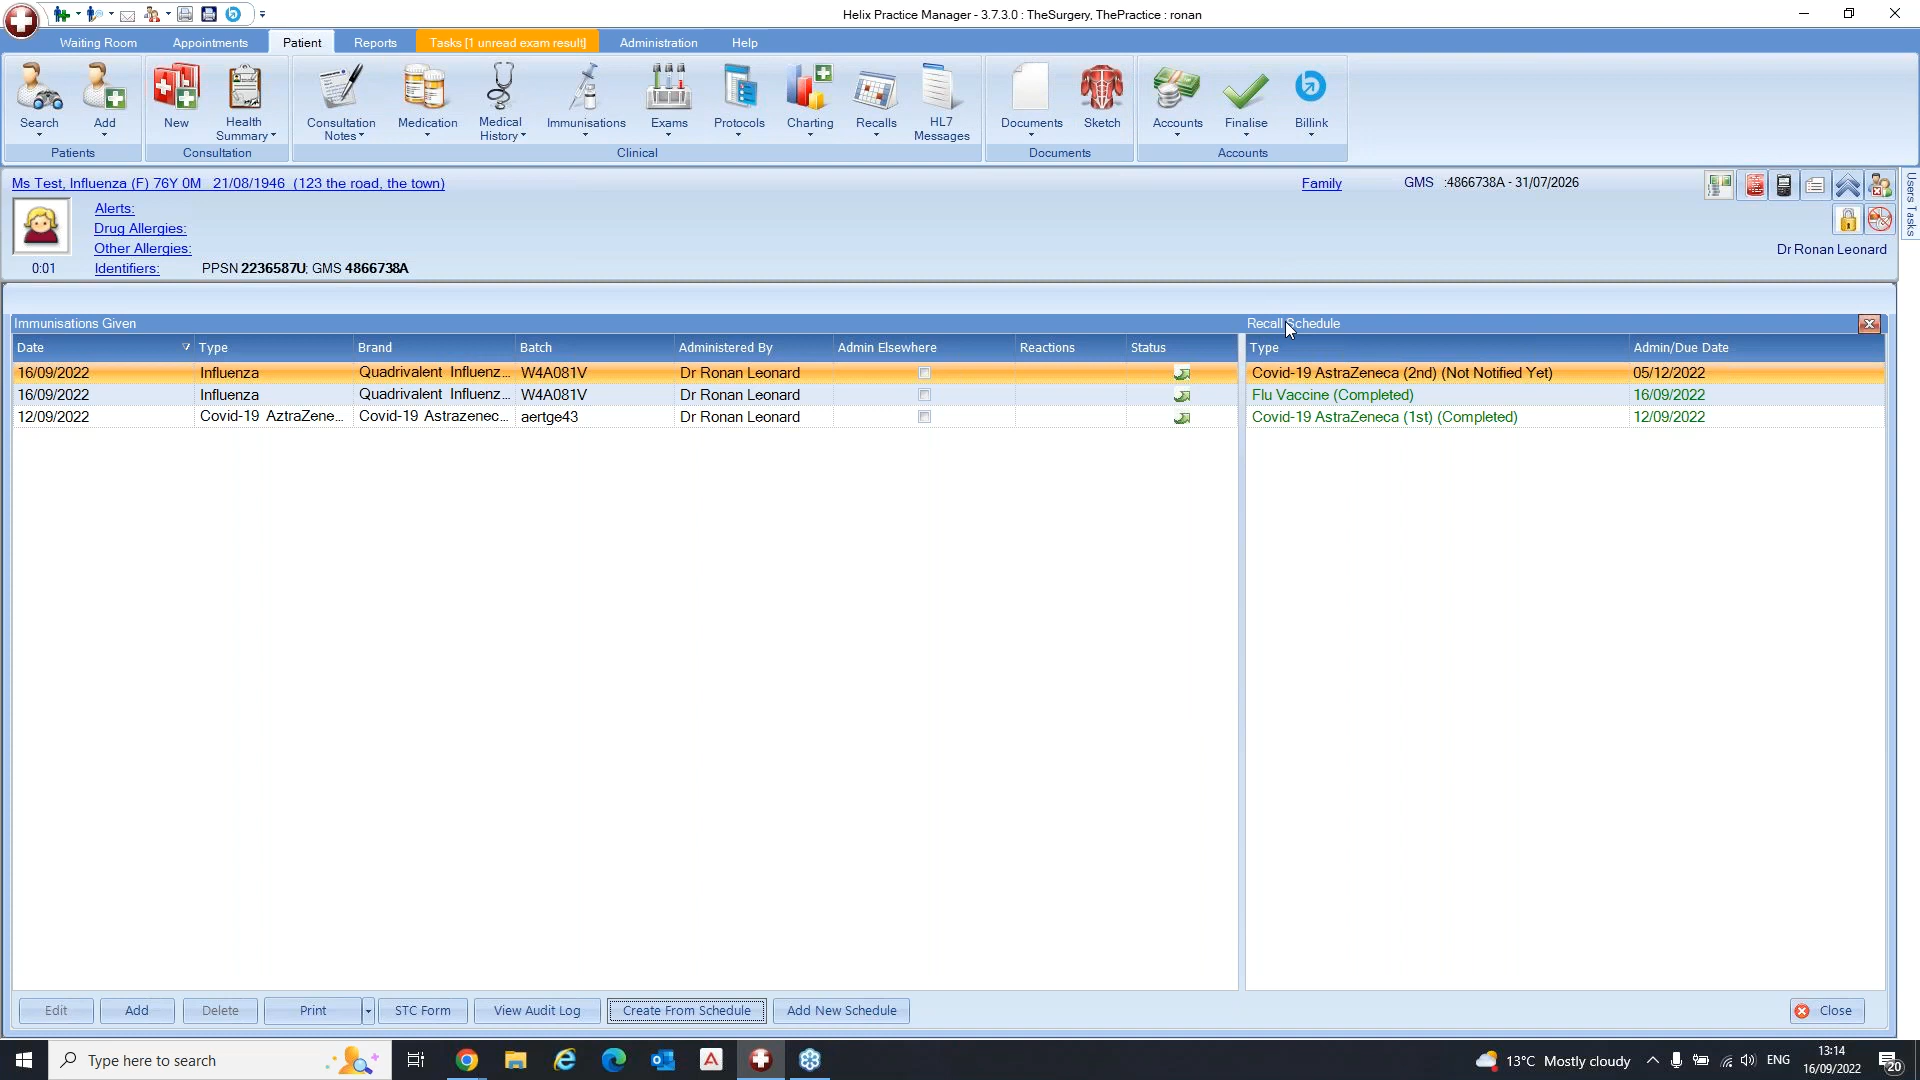 Helix Practice Manager - 3.7.3.0 : TheSurgery, ThePractice : ronan
Waiting Room Appointments Patient Reports Tasks [1 unread exam result] Administration Help
Search Add New Health Summary Consultation Notes Medication Medical History Immunisations Exams Protocols Charting Recalls HL7 Messages Documents Sketch Accounts Finalise Billink
Patients Consultation Clinical Documents Accounts
Ms Test, Influenza (F) 76Y 0M 21/08/1946 (123 the road, the town) Family GMS :4866738A - 31/07/2026
Users Tasks
Alerts:
Drug Allergies:
Other Allergies: Dr Ronan Leonard
0:01 Identifiers: PPSN 2236587U; GMS 4866738A
Immunisations Given Recall Schedule
Date Type Brand Batch Administered By Admin Elsewhere Reactions Status Type Admin/Due Date
16/09/2022 Influenza Quadrivalent Influenz... W4A081V Dr Ronan Leonard Covid-19 AstraZeneca (2nd) (Not Notified Yet) 05/12/2022
16/09/2022 Influenza Quadrivalent Influenz... W4A081V Dr Ronan Leonard Flu Vaccine (Completed) 16/09/2022
12/09/2022 Covid-19 AztraZene... Covid-19 Astrazenec... aertge43 Dr Ronan Leonard Covid-19 AstraZeneca (1st) (Completed) 12/09/2022
Edit Add Delete Print STC Form View Audit Log Create From Schedule Add New Schedule Close
Type here to search 13°C Mostly cloudy ENG 13:14
16/09/2022 20